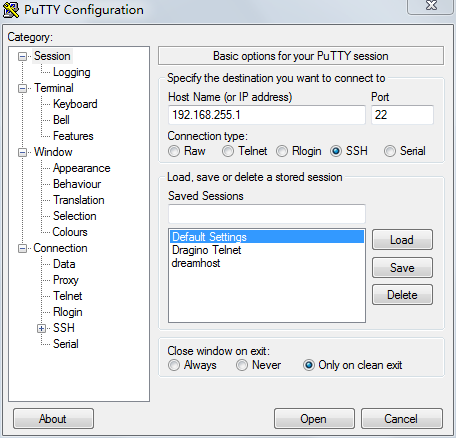 PuTTY Configuration
Category:
Session
Logging
Terminal
Keyboard
Bell
Features
Window
Appearance
Behaviour
Translation
Selection
Colours
Connection
Data
Proxy
Telnet
Rlogin
SSH
Serial
Basic options for your PuTTY session
Specify the destination you want to connect to
Host Name (or IP address) Port
192.168.255.1 22
Connection type:
Raw Telnet Rlogin SSH Serial
Load, save or delete a stored session
Saved Sessions
Default Settings
Dragino Telnet
dreamhost
Load
Save
Delete
Close window on exit:
Always Never Only on clean exit
About Open Cancel